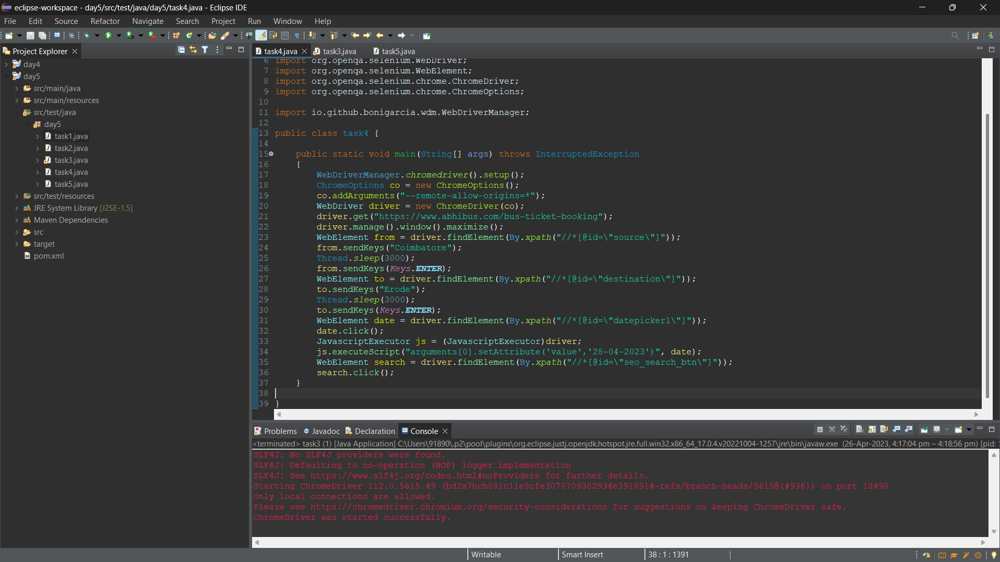 eclipse-workspace - day5/src/test/java/day5/task4.java - Eclipse IDE
File Edit Source Refactor Navigate Search Project Run Window Help
Project Explorer
day4
day5
src/main/java
src/main/resources
src/test/java
day5
task1.java
task2.java
task3.java
task4.java
task5.java
src/test/resources
JRE System Library [J2SE-1.5]
Maven Dependencies
src
target
pom.xml
task4.java task3.java task5.java
6 import org.openqa.selenium.WebDriver;
7 import org.openqa.selenium.WebElement;
8 import org.openqa.selenium.chrome.ChromeDriver;
9 import org.openqa.selenium.chrome.ChromeOptions;
10
11 import io.github.bonigarcia.wdm.WebDriverManager;
12
13 public class task4 {
14
15 public static void main(String[] args) throws InterruptedException
16 {
17 WebDriverManager.chromedriver().setup();
18 ChromeOptions co = new ChromeOptions();
19 co.addArguments("--remote-allow-origins=*");
20 WebDriver driver = new ChromeDriver(co);
21 driver.get("https://www.abhibus.com/bus-ticket-booking");
22 driver.manage().window().maximize();
23 WebElement from = driver.findElement(By.xpath("//*[@id=\"source\"]"));
24 from.sendKeys("Coimbatore");
25 Thread.sleep(3000);
26 from.sendKeys(Keys.ENTER);
27 WebElement to = driver.findElement(By.xpath("//*[@id=\"destination\"]"));
28 to.sendKeys("Erode");
29 Thread.sleep(3000);
30 to.sendKeys(Keys.ENTER);
31 WebElement date = driver.findElement(By.xpath("//*[@id=\"datepicker1\"]"));
32 date.click();
33 JavascriptExecutor js = (JavascriptExecutor)driver;
34 js.executeScript("arguments[0].setAttribute('value','28-04-2023')", date);
35 WebElement search = driver.findElement(By.xpath("//*[@id=\"seo_search_btn\"]"));
36 search.click();
37 }
38
39 }
Problems Javadoc Declaration Console
<terminated> task3 (1) [Java Application] C:\Users\91890\.p2\pool\plugins\org.eclipse.justj.openjdk.hotspot.jre.full.win32.x86_64_17.0.4.v20221004-1257\jre\bin\javaw.exe (26-Apr-2023, 4:17:04 pm – 4:18:56 pm) [pid:
SLF4J: No SLF4J providers were found.
SLF4J: Defaulting to no-operation (NOP) logger implementation
SLF4J: See https://www.slf4j.org/codes.html#noProviders for further details.
Starting ChromeDriver 112.0.5615.49 (bd2a7bcb881c11e8cfe3078709382934e3916914-refs/branch-heads/5615@{#936}) on port 18490
Only local connections are allowed.
Please see https://chromedriver.chromium.org/security-considerations for suggestions on keeping ChromeDriver safe.
ChromeDriver was started successfully.
Writable Smart Insert 38 : 1 : 1391